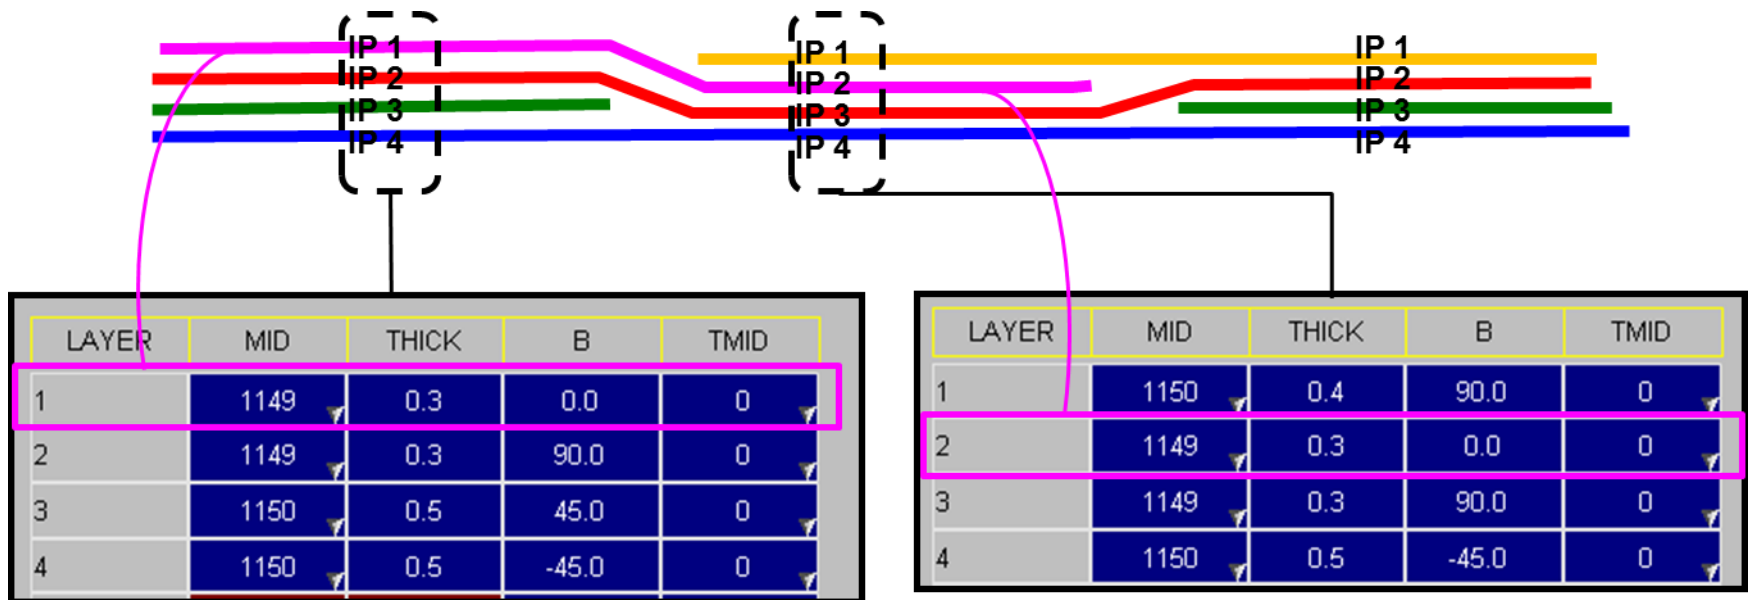 IP 1 IP 1 IP 1
IP 2 IP 2 IP 2
IP 3 IP 3 IP 3
IP 4 IP 4 IP 4
LAYER MID THICK B TMID
1 1149 0.3 0.0 0
2 1149 0.3 90.0 0
3 1150 0.5 45.0 0
4 1150 0.5 -45.0 0
LAYER MID THICK B TMID
1 1150 0.4 90.0 0
2 1149 0.3 0.0 0
3 1149 0.3 90.0 0
4 1150 0.5 -45.0 0